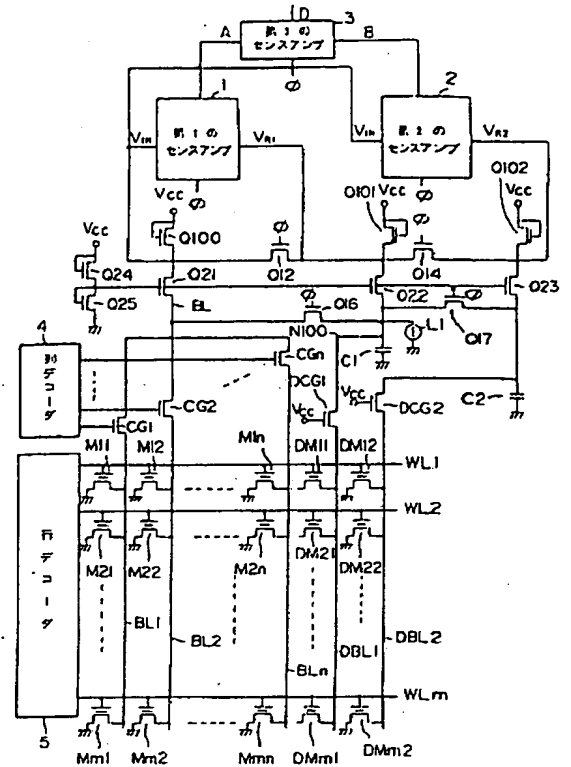 D
3
A
第3の
センスアンプ
B
φ
1
2
VIN
第1の
センスアンプ
VR1
VIN
第2の
センスアンプ
VR2
φ
φ
VCC
VCC
VCC
Q101
Q102
VCC
Q100
φ
φ
Q24
Q21
Q12
Q14
Q25
BL
φ
Q16
Q22
φ
Q23
Q17
N100
L1
4
列デコーダ
CGn
DCG1
C1
VCC
VCC
DCG2
C2
CG2
CG1
M11
M12
M1n
DM11
DM12
WL1
WL2
M21
M22
M2n
DM21
DM22
行デコーダ
BL1
BL2
BLn
DBL1
DBL2
WLm
5
Mm1
Mm2
Mmn
DMm1
DMm2